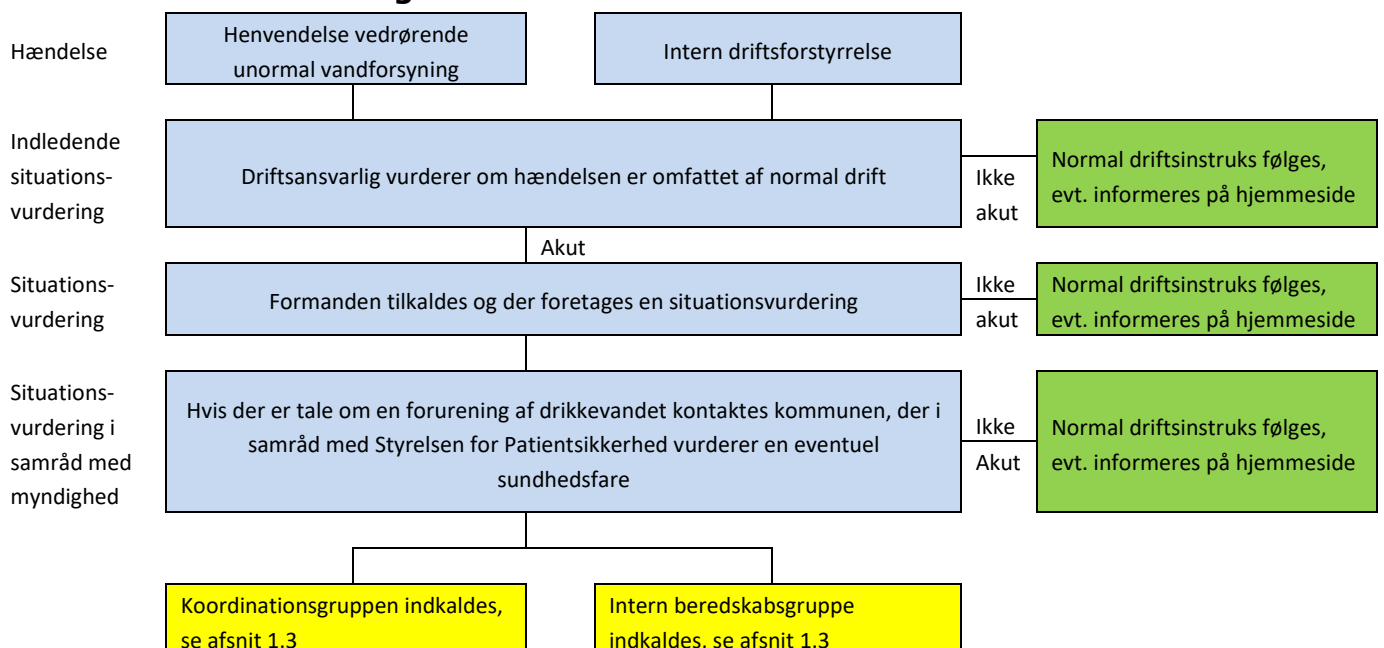 Hændelse
Henvendelse vedrørende
unormal vandforsyning
Intern driftsforstyrrelse
Indledende
situations-
vurdering
Driftsansvarlig vurderer om hændelsen er omfattet af normal drift
Ikke
akut
Normal driftsinstruks følges,
evt. informeres på hjemmeside
Akut
Situations-
vurdering
Formanden tilkaldes og der foretages en situationsvurdering
Ikke
akut
Normal driftsinstruks følges,
evt. informeres på hjemmeside
Situations-
vurdering i
samråd med
myndighed
Hvis der er tale om en forurening af drikkevandet kontaktes kommunen, der i
samråd med Styrelsen for Patientsikkerhed vurderer en eventuel
sundhedsfare
Ikke
Akut
Normal driftsinstruks følges,
evt. informeres på hjemmeside
Koordinationsgruppen indkaldes,
se afsnit 1.3
Intern beredskabsgruppe
indkaldes, se afsnit 1.3